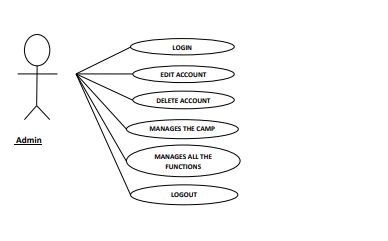 LOGIN
EDIT ACCOUNT
DELETE ACCOUNT
MANAGES THE CAMP
Admin
MANAGES ALL THE
FUNCTIONS
LOGOUT